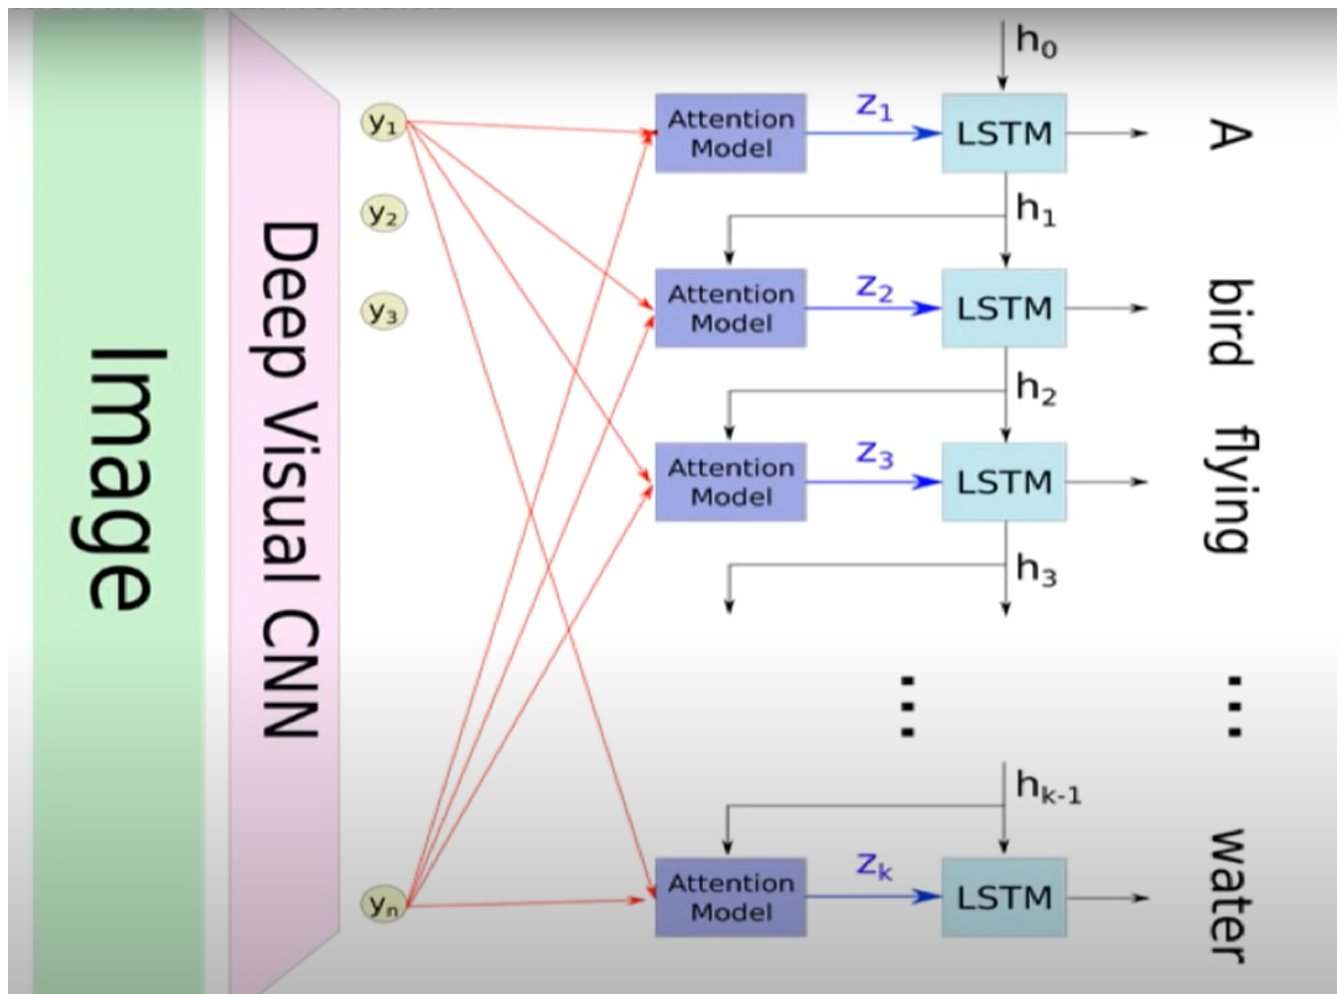 Image
Deep Visual CNN
y1
y2
y3
yn
h0
Attention
Model
z1
LSTM
A
h1
Attention
Model
z2
LSTM
bird
h2
Attention
Model
z3
LSTM
flying
h3
...
...
hk-1
Attention
Model
zk
LSTM
water